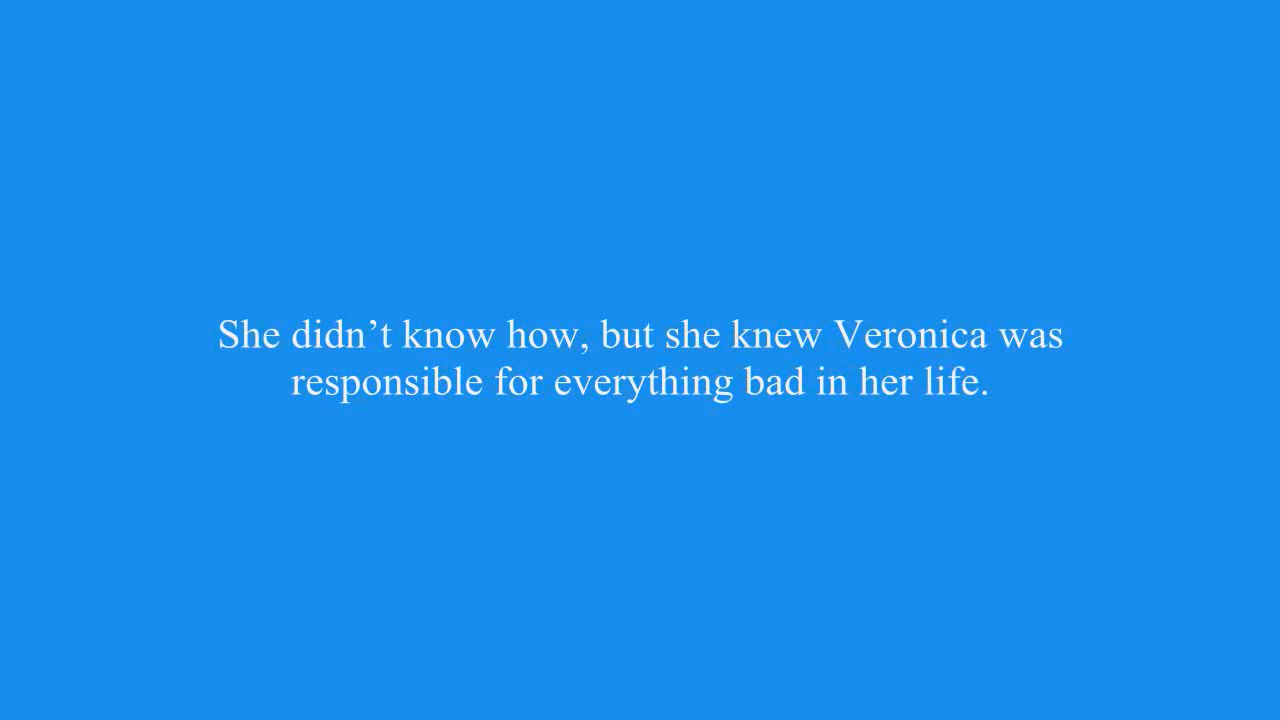 She didn’t know how, but she knew Veronica was
responsible for everything bad in her life.